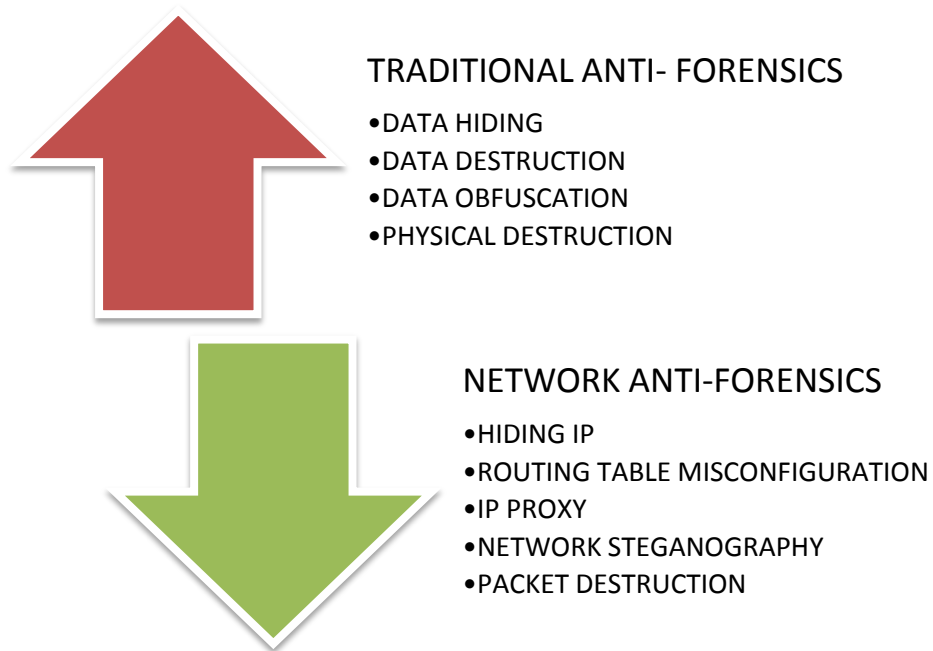 TRADITIONAL ANTI- FORENSICS
•DATA HIDING
•DATA DESTRUCTION
•DATA OBFUSCATION
•PHYSICAL DESTRUCTION
NETWORK ANTI-FORENSICS
•HIDING IP
•ROUTING TABLE MISCONFIGURATION
•IP PROXY
•NETWORK STEGANOGRAPHY
•PACKET DESTRUCTION